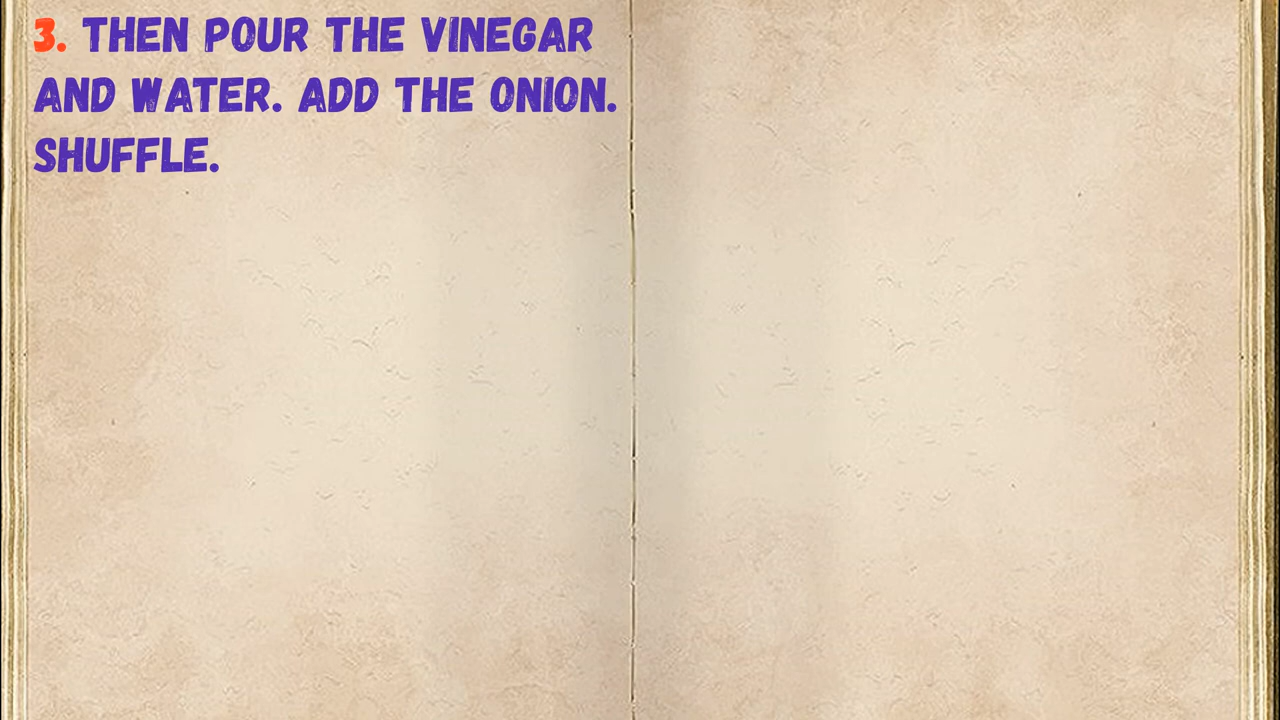 3. THEN POUR THE VINEGAR
AND WATER. ADD THE ONION.
SHUFFLE.